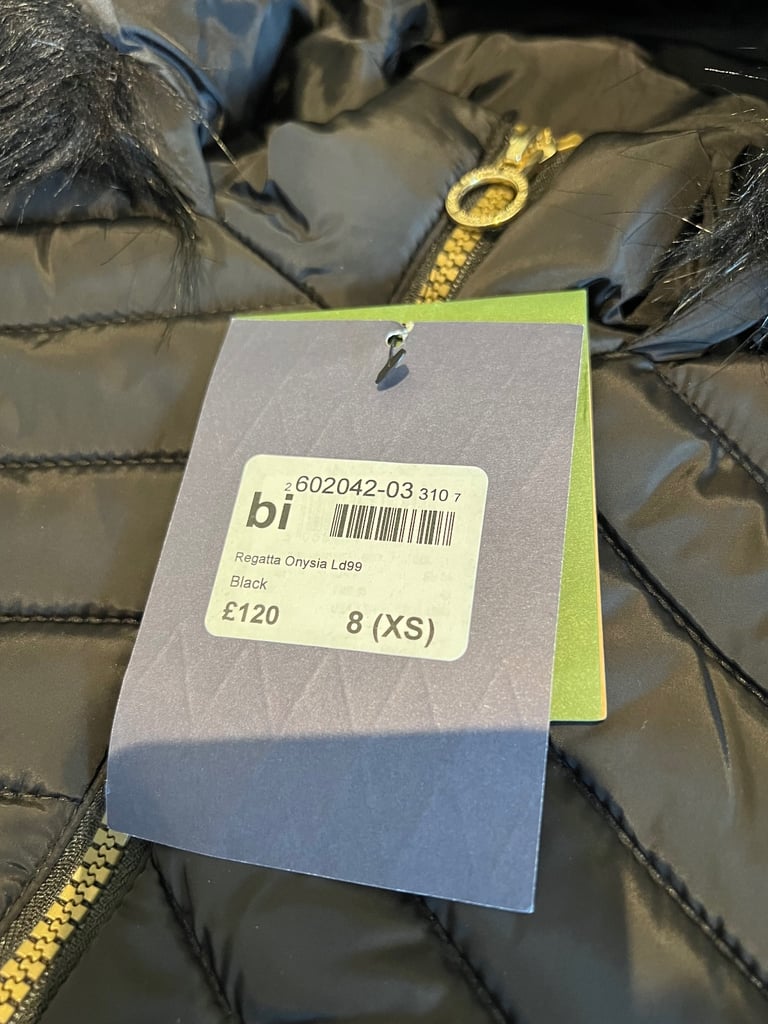 2 602042-03 310 7
bi
Regatta Onysia Ld99
Black
£120 8 (XS)